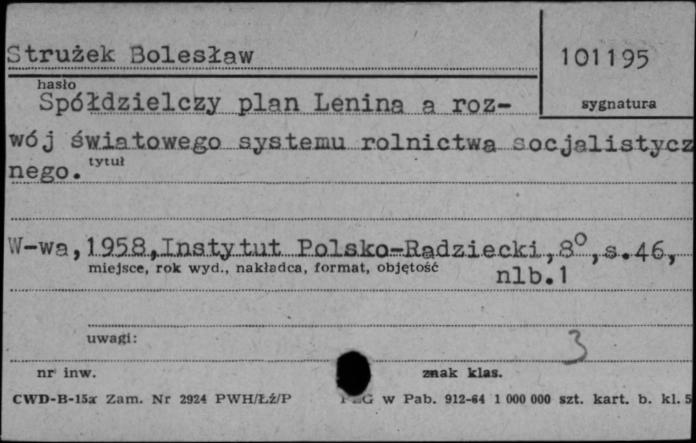 Strużek Bolesław
101195
hasło
sygnatura
Spółdzielczy plan Lenina a roz-
wój światowego systemu rolnictwa socjalistycz
tytuł
nego.
W-wa, 1958, Instytut Polsko-Radziecki, 8°, s.46,
miejsce, rok wyd., nakładca, format, objętość
nlb.1
uwagi:
3
nr inw.
znak klas.
CWD-B-15a Zam. Nr 2924 PWH/Łź/P
w Pab. 912-64 1 000 000 szt. kart. b. kl. 5